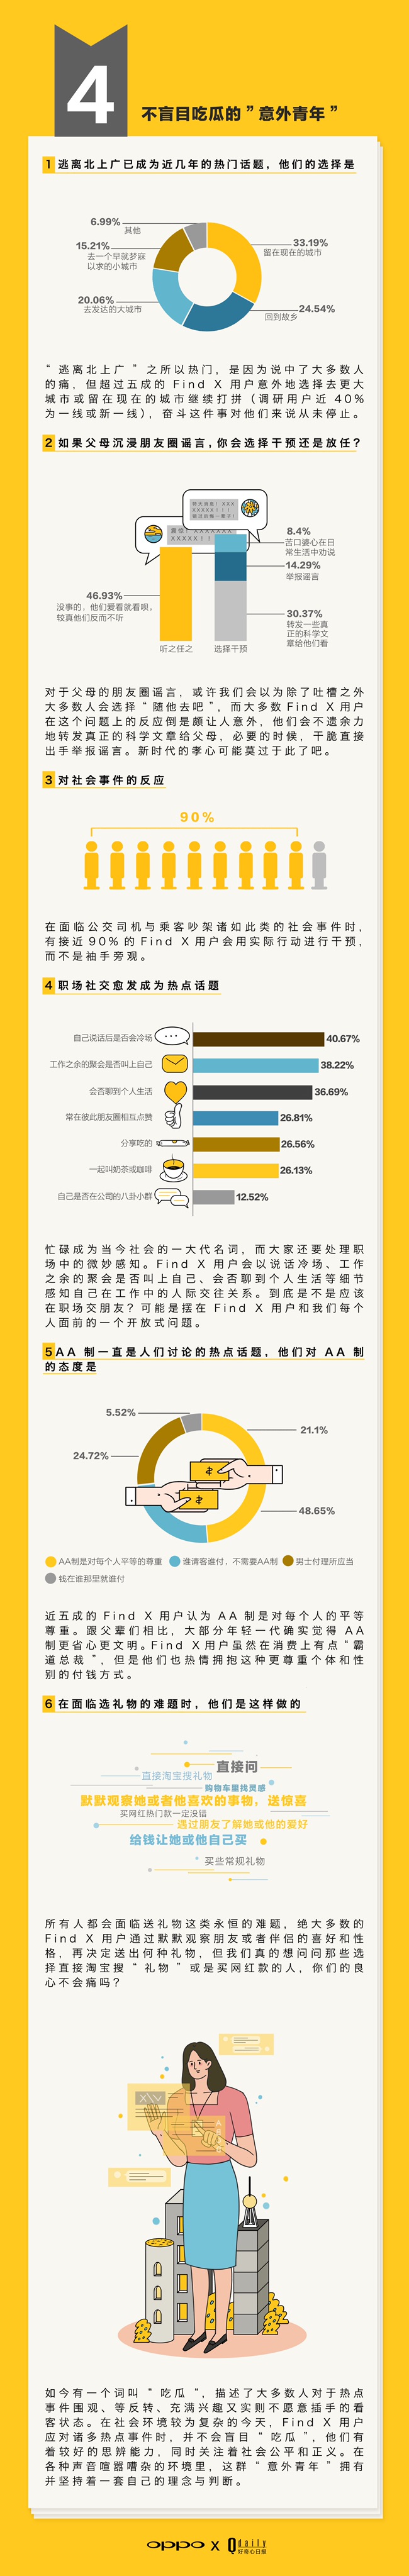 4
不盲目吃瓜的”意外青年”
1 逃离北上广已成为近几年的热门话题，他们的选择是
6.99%
其他
15.21%
去一个早就梦寐
以求的小城市
20.06%
去发达的大城市
33.19%
留在现在的城市
24.54%
回到故乡
“逃离北上广”之所以热门，是因为说中了大多数人
的痛，但超过五成的 Find X 用户意外地选择去更大
城市或留在现在的城市继续打拼（调研用户近 40%
为一线或新一线），奋斗这件事对他们来说从未停止。
2 如果父母沉浸朋友圈谣言，你会选择干预还是放任？
8.4%
苦口婆心在日
常生活中劝说
14.29%
举报谣言
46.93%
没事的，他们爱看就看呗，
较真他们反而不听
30.37%
转发一些真
正的科学文
章给他们看
听之任之
选择干预
对于父母的朋友圈谣言，或许我们会以为除了吐槽之外
大多数人会选择“随他去吧”，而大多数 Find X 用户
在这个问题上的反应倒是颇让人意外，他们会不遗余力
地转发真正的科学文章给父母，必要的时候，干脆直接
出手举报谣言。新时代的孝心可能莫过于此了吧。
3 对社会事件的反应
90%
在面临公交司机与乘客吵架诸如此类的社会事件时，
有接近 90% 的 Find X 用户会用实际行动进行干预，
而不是袖手旁观。
4 职场社交愈发成为热点话题
自己说话后是否会冷场
40.67%
工作之余的聚会是否叫上自己
38.22%
会否聊到个人生活
36.69%
常在彼此朋友圈相互点赞
26.81%
分享吃的
26.56%
一起叫奶茶或咖啡
26.13%
自己是否在公司的八卦小群
12.52%
忙碌成为当今社会的一大代名词，而大家还要处理职
场中的微妙感知。Find X 用户会以说话冷场、工作
之余的聚会是否叫上自己、会否聊到个人生活等细节
感知自己在工作中的人际交往关系。到底是不是应该
在职场交朋友？可能是摆在 Find X 用户和我们每个
人面前的一个开放式问题。
5 AA 制一直是人们讨论的热点话题，他们对 AA 制
的态度是
5.52%
21.1%
24.72%
48.65%
AA制是对每个人平等的尊重
谁请客谁付，不需要AA制
男士付理所应当
钱在谁那里就谁付
近五成的 Find X 用户认为 AA 制是对每个人的平等
尊重。跟父辈们相比，大部分年轻一代确实觉得 AA
制更省心更文明。Find X 用户虽然在消费上有点“霸
道总裁”，但是他们也热情拥抱这种更尊重个体和性
别的付钱方式。
6 在面临选礼物的难题时，他们是这样做的
直接问
直接淘宝搜礼物
购物车里找灵感
默默观察她或者他喜欢的事物，送惊喜
买网红热门款一定没错
通过朋友了解她或他的爱好
给钱让她或他自己买
买些常规礼物
所有人都会面临送礼物这类永恒的难题，绝大多数的
Find X 用户通过默默观察朋友或者伴侣的喜好和性
格，再决定送出何种礼物，但我们真的想问问那些选
择直接淘宝搜“礼物”或是买网红款的人，你们的良
心不会痛吗？
如今有一个词叫“吃瓜”，描述了大多数人对于热点
事件围观、等反转、充满兴趣又实则不愿意插手的看
客状态。在社会环境较为复杂的今天，Find X 用户
应对诸多热点事件时，并不会盲目“吃瓜”，他们有
着较好的思辨能力，同时关注着社会公平和正义。在
各种声音喧嚣嘈杂的环境里，这群“意外青年”拥有
并坚持着一套自己的理念与判断。
oppo X Qdaily
好奇心日报